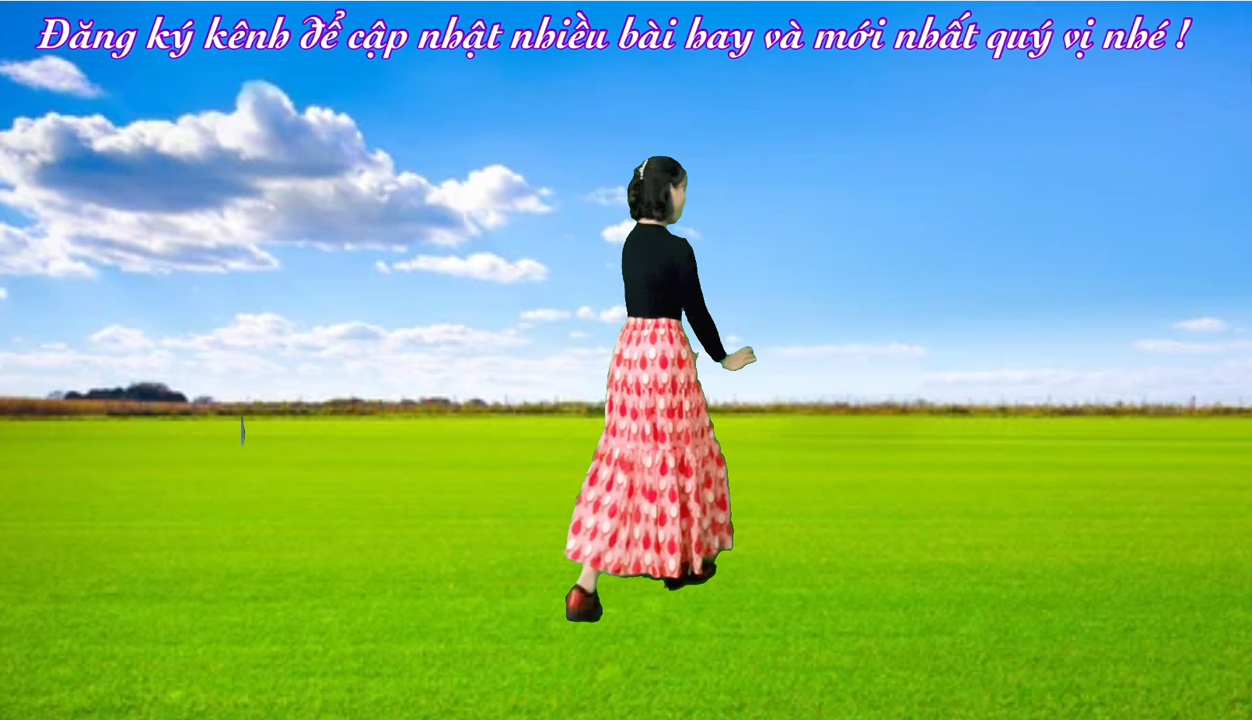 Đăng ký kênh để cập nhật nhiều bài hay và mới nhất quý vị nhé !